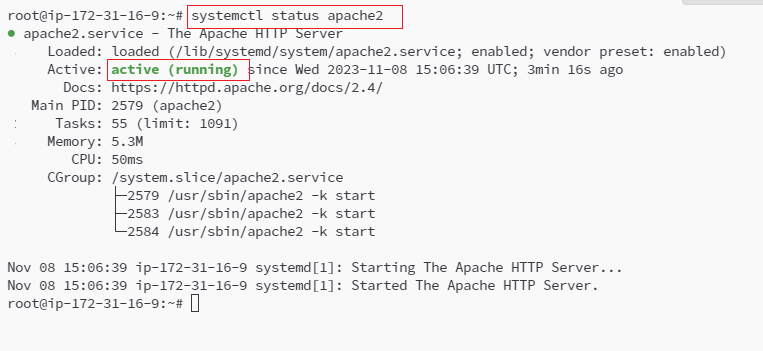 root@ip-172-31-16-9:~# systemctl status apache2
● apache2.service - The Apache HTTP Server
Loaded: loaded (/lib/systemd/system/apache2.service; enabled; vendor preset: enabled)
Active: active (running) since Wed 2023-11-08 15:06:39 UTC; 3min 16s ago
Docs: https://httpd.apache.org/docs/2.4/
Main PID: 2579 (apache2)
Tasks: 55 (limit: 1091)
Memory: 5.3M
CPU: 50ms
CGroup: /system.slice/apache2.service
├─2579 /usr/sbin/apache2 -k start
├─2583 /usr/sbin/apache2 -k start
└─2584 /usr/sbin/apache2 -k start
Nov 08 15:06:39 ip-172-31-16-9 systemd[1]: Starting The Apache HTTP Server...
Nov 08 15:06:39 ip-172-31-16-9 systemd[1]: Started The Apache HTTP Server.
root@ip-172-31-16-9:~#